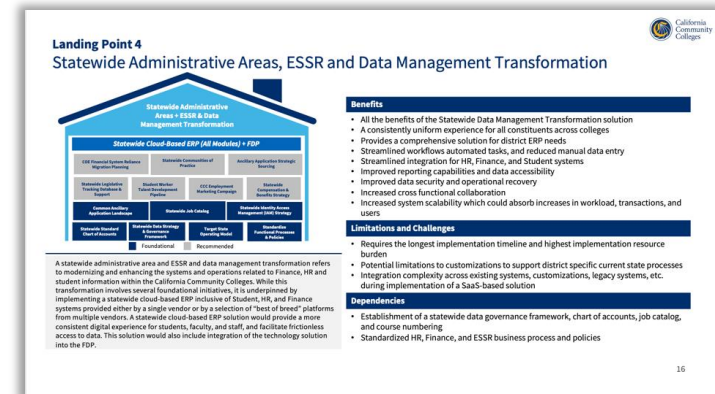 California
Community
Colleges
Landing Point 4
Statewide Administrative Areas, ESSR and Data Management Transformation
Statewide Administrative
Areas + ESSR & Data
Management Transformation
Statewide Cloud-Based ERP (All Modules) + FDP
COE Financial System Reliance
Migration Planning
Statewide Communities of
Practice
Ancillary Application Strategic
Sourcing
Statewide Legislative
Tracking Database &
Support
Student Worker
Talent Development
Pipeline
CCC Employment
Marketing Campaign
Statewide
Compensation &
Benefits Strategy
Common Ancillary
Application Landscape
Statewide Job Catalog
Statewide Identity Access
Management (IAM) Strategy
Statewide Standard
Chart of Accounts
Statewide Data Strategy
& Governance
Framework
Target State
Operating Model
Standardize
Functional Processes
& Policies
Foundational
Recommended
A statewide administrative area and ESSR and data management transformation refers
to modernizing and enhancing the systems and operations related to Finance, HR and
student information within the California Community Colleges. While this
transformation involves several foundational initiatives, it is underpinned by
implementing a statewide cloud-based ERP inclusive of Student, HR, and Finance
systems provided either by a single vendor or by a selection of "best of breed" platforms
from multiple vendors. A statewide cloud-based ERP solution would provide a more
consistent digital experience for students, faculty, and staff, and facilitate frictionless
access to data. This solution would also include integration of the technology solution
into the FDP.
Benefits
• All the benefits of the Statewide Data Management Transformation solution
• A consistently uniform experience for all constituents across colleges
• Provides a comprehensive solution for district ERP needs
• Streamlined workflows automated tasks, and reduced manual data entry
• Streamlined integration for HR, Finance, and Student systems
• Improved reporting capabilities and data accessibility
• Improved data security and operational recovery
• Increased cross functional collaboration
• Increased system scalability which could absorb increases in workload, transactions, and
users
Limitations and Challenges
• Requires the longest implementation timeline and highest implementation resource
burden
• Potential limitations to customizations to support district specific current state processes
• Integration complexity across existing systems, customizations, legacy systems, etc.
during implementation of a SaaS-based solution
Dependencies
• Establishment of a statewide data governance framework, chart of accounts, job catalog,
and course numbering
• Standardized HR, Finance, and ESSR business process and policies
16